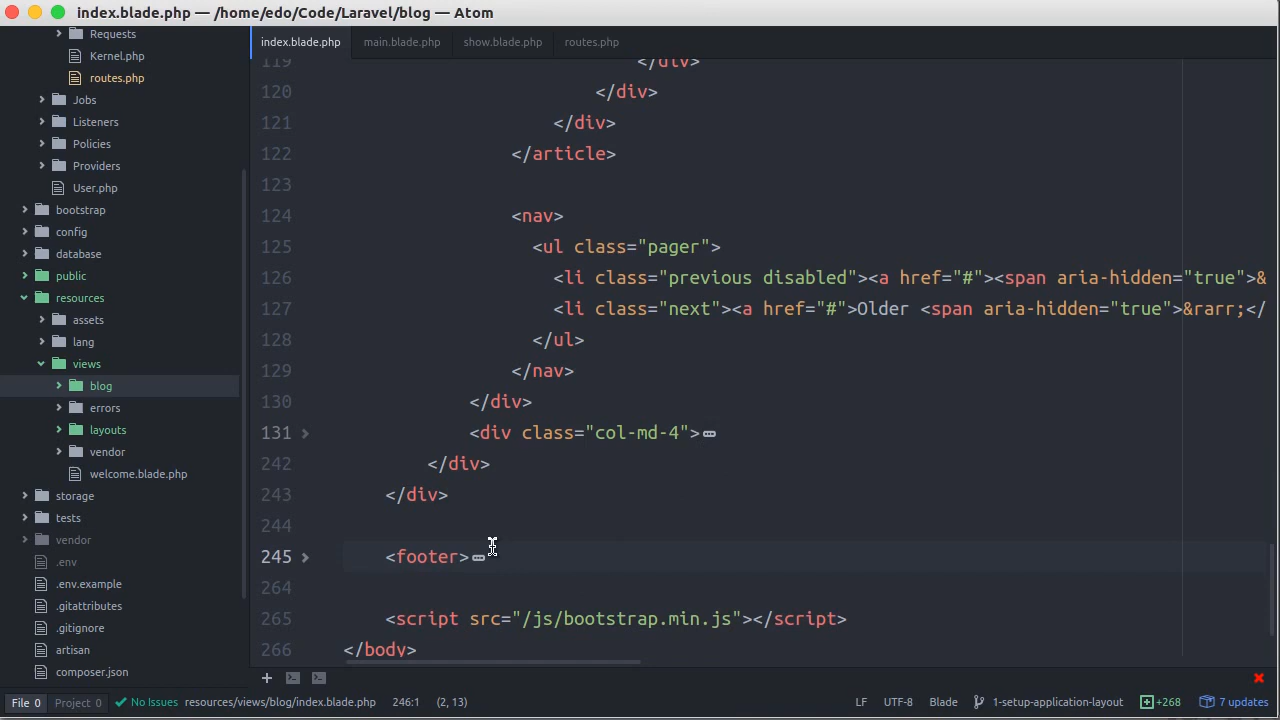 index.blade.php — /home/edo/Code/Laravel/blog — Atom
Requests
Kernel.php
routes.php
Jobs
Listeners
Policies
Providers
User.php
bootstrap
config
database
public
resources
assets
lang
views
blog
errors
layouts
vendor
welcome.blade.php
storage
tests
vendor
.env
.env.example
.gitattributes
.gitignore
artisan
composer.json
index.blade.php main.blade.php show.blade.php routes.php
119 </div>
120 </div>
121 </div>
122 </article>
123
124 <nav>
125 <ul class="pager">
126 <li class="previous disabled"><a href="#"><span aria-hidden="true">&
127 <li class="next"><a href="#">Older <span aria-hidden="true">&rarr;</
128 </ul>
129 </nav>
130 </div>
131 <div class="col-md-4">
242 </div>
243 </div>
244
245 <footer>
264
265 <script src="/js/bootstrap.min.js"></script>
266 </body>
File 0 Project 0 No Issues resources/views/blog/index.blade.php 246:1 (2, 13) LF UTF-8 Blade 1-setup-application-layout +268 7 updates